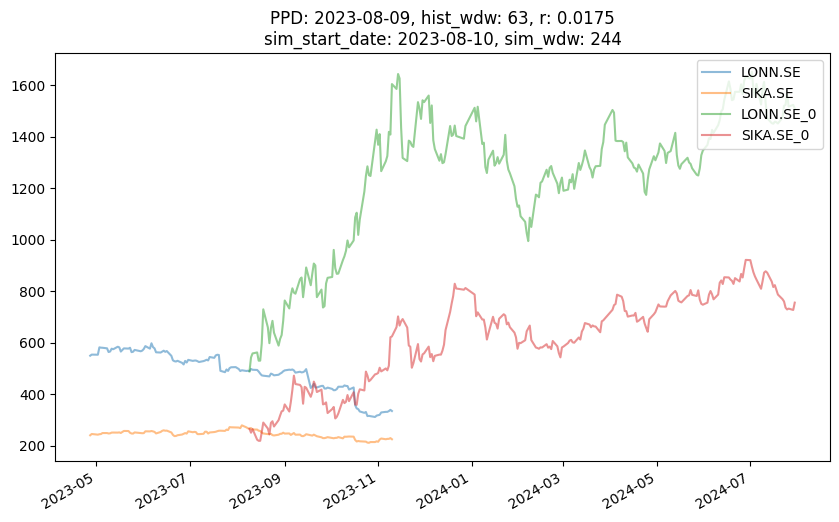 PPD: 2023-08-09, hist_wdw: 63, r: 0.0175
sim_start_date: 2023-08-10, sim_wdw: 244
LONN.SE
SIKA.SE
LONN.SE_0
SIKA.SE_0
1600
1400
1200
1000
800
600
400
200
2023-05
2023-07
2023-09
2023-11
2024-01
2024-03
2024-05
2024-07